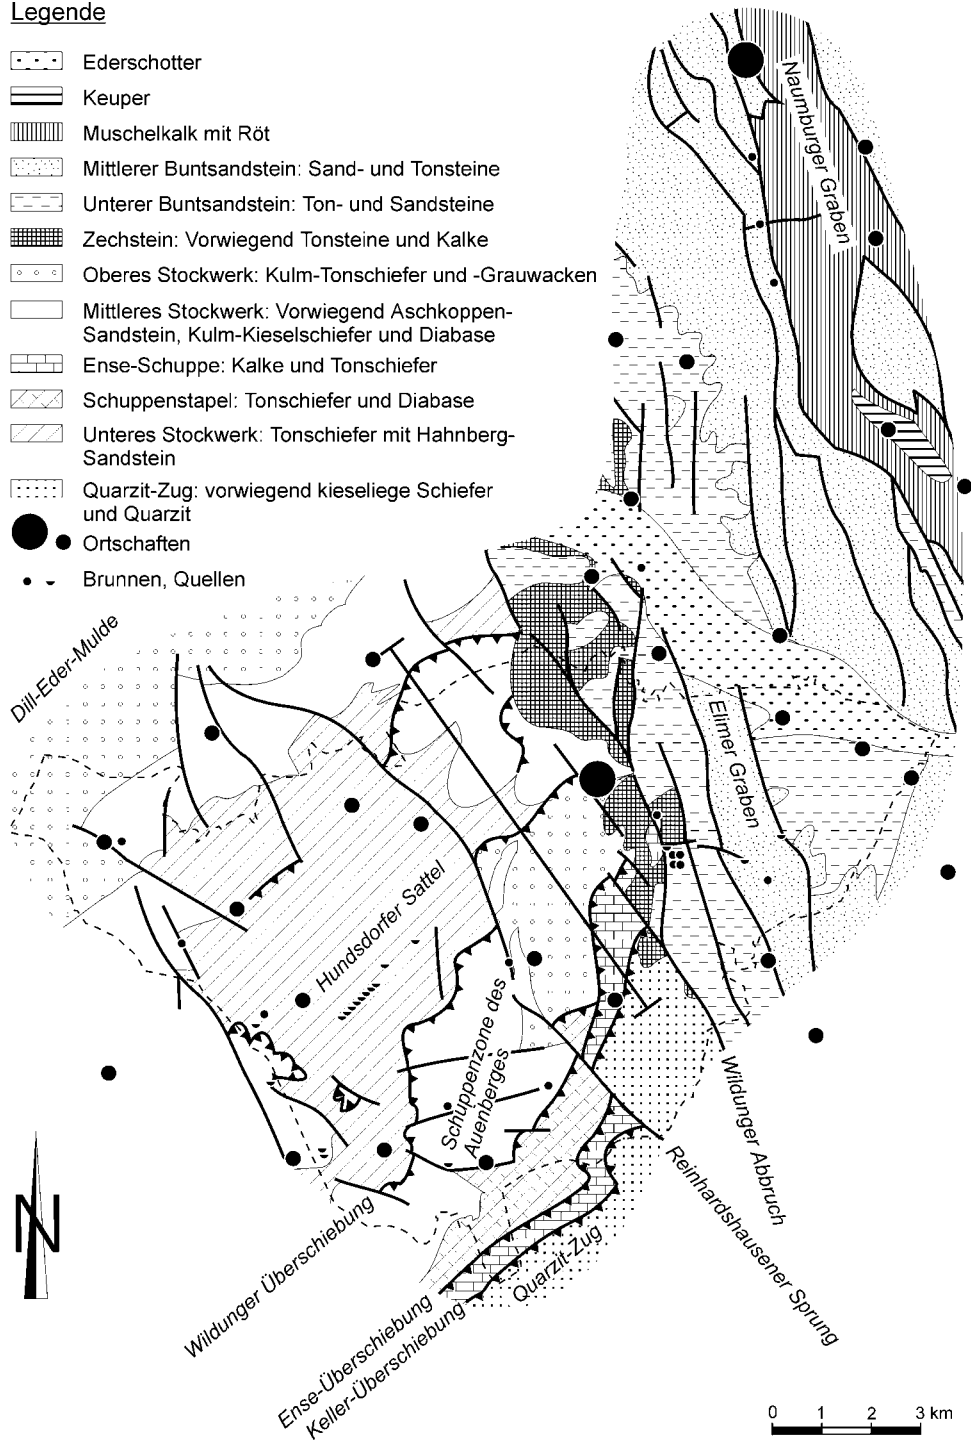 Legende
Ederschotter
Keuper
Muschelkalk mit Röt
Mittlerer Buntsandstein: Sand- und Tonsteine
Unterer Buntsandstein: Ton- und Sandsteine
Zechstein: Vorwiegend Tonsteine und Kalke
Oberes Stockwerk: Kulm-Tonschiefer und -Grauwacken
Mittleres Stockwerk: Vorwiegend Aschkoppen-
Sandstein, Kulm-Kieselschiefer und Diabase
Ense-Schuppe: Kalke und Tonschiefer
Schuppenstapel: Tonschiefer und Diabase
Unteres Stockwerk: Tonschiefer mit Hahnberg-
Sandstein
Quarzit-Zug: vorwiegend kieseliege Schiefer
und Quarzit
Ortschaften
Brunnen, Quellen
Naumburger Graben
Dill-Eder-Mulde
Elimer Graben
Hundsdorfer Sattel
Schuppenzone des
Auenberges
Wildunger Abbruch
Reinhardshausener Sprung
Quarzit-Zug
Wildunger Überschiebung
Ense-Überschiebung
Keller-Überschiebung
N
0 1 2 3 km